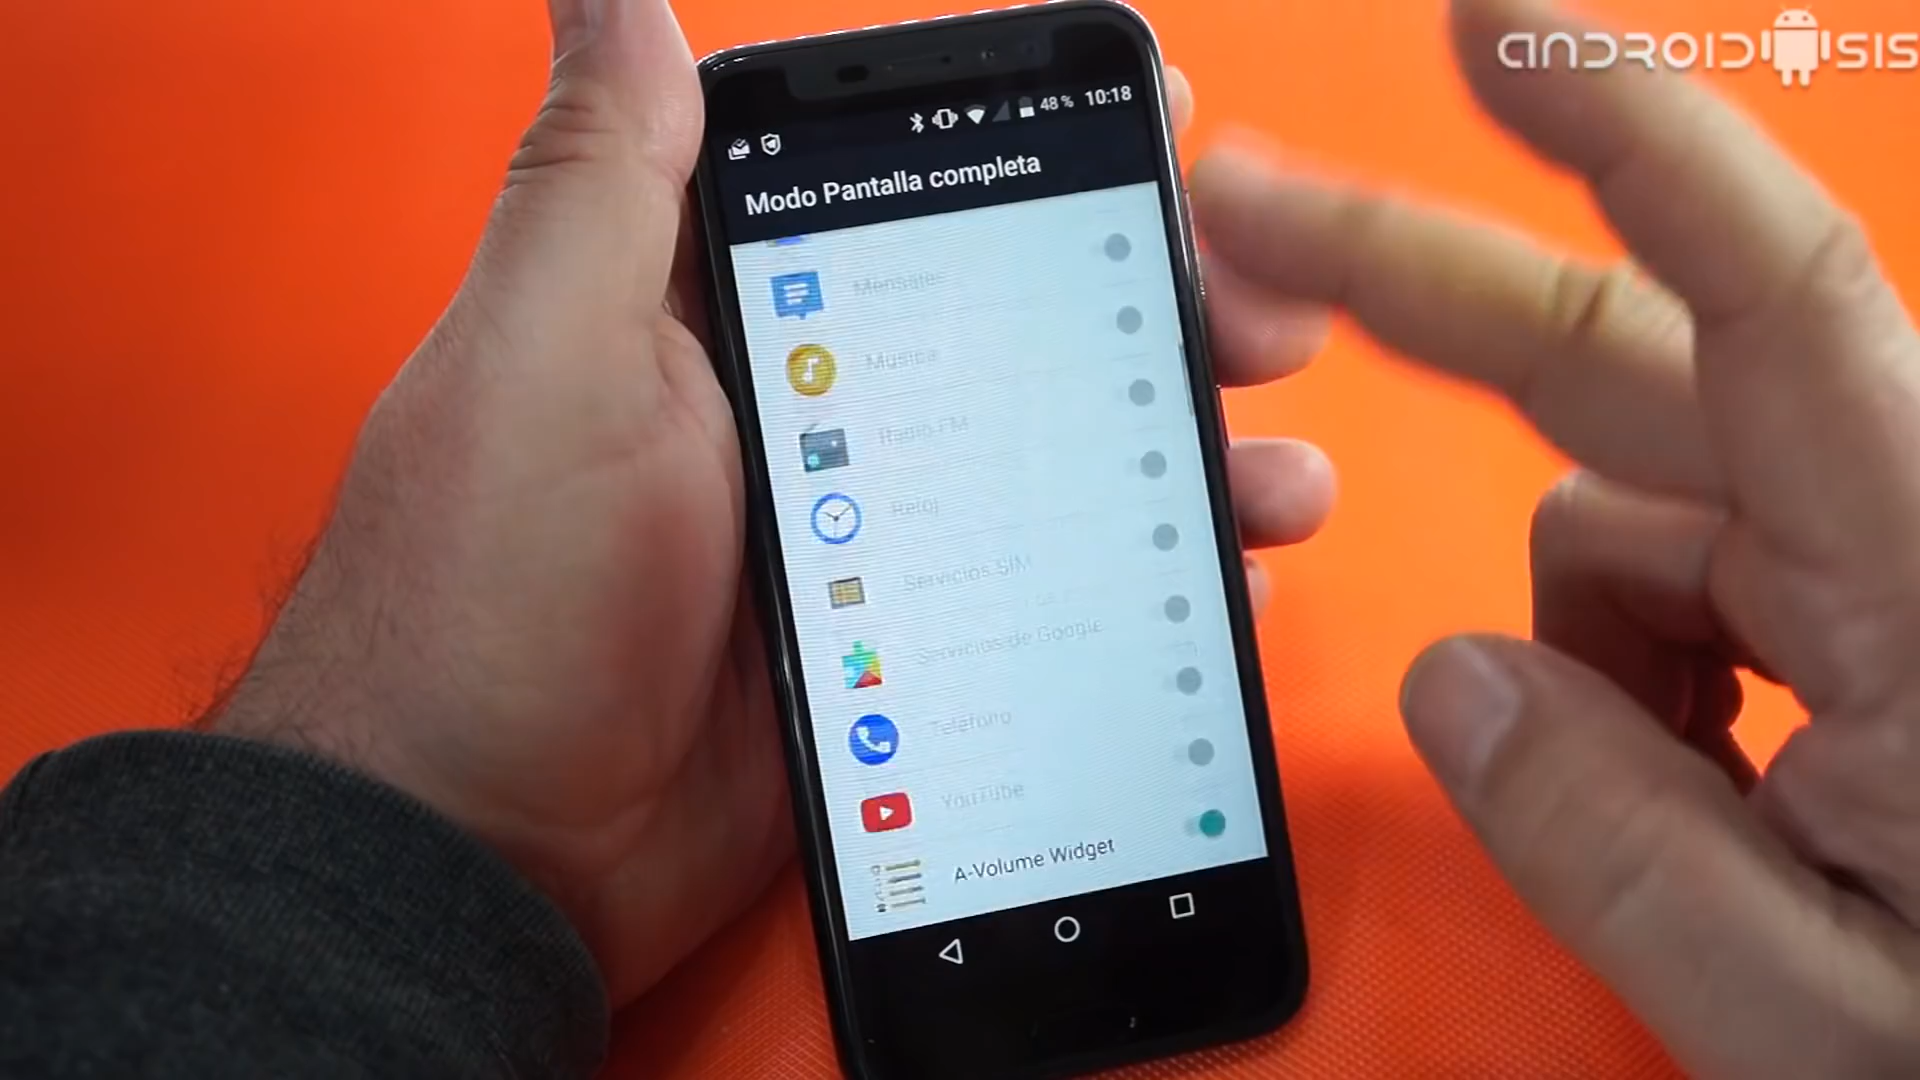 ANDROIDSIS
48 % 10:18
Modo Pantalla completa
Mensajes
Música
Radio FM
Reloj
Servicios SIM
Servicios de Google
Teléfono
YouTube
A-Volume Widget